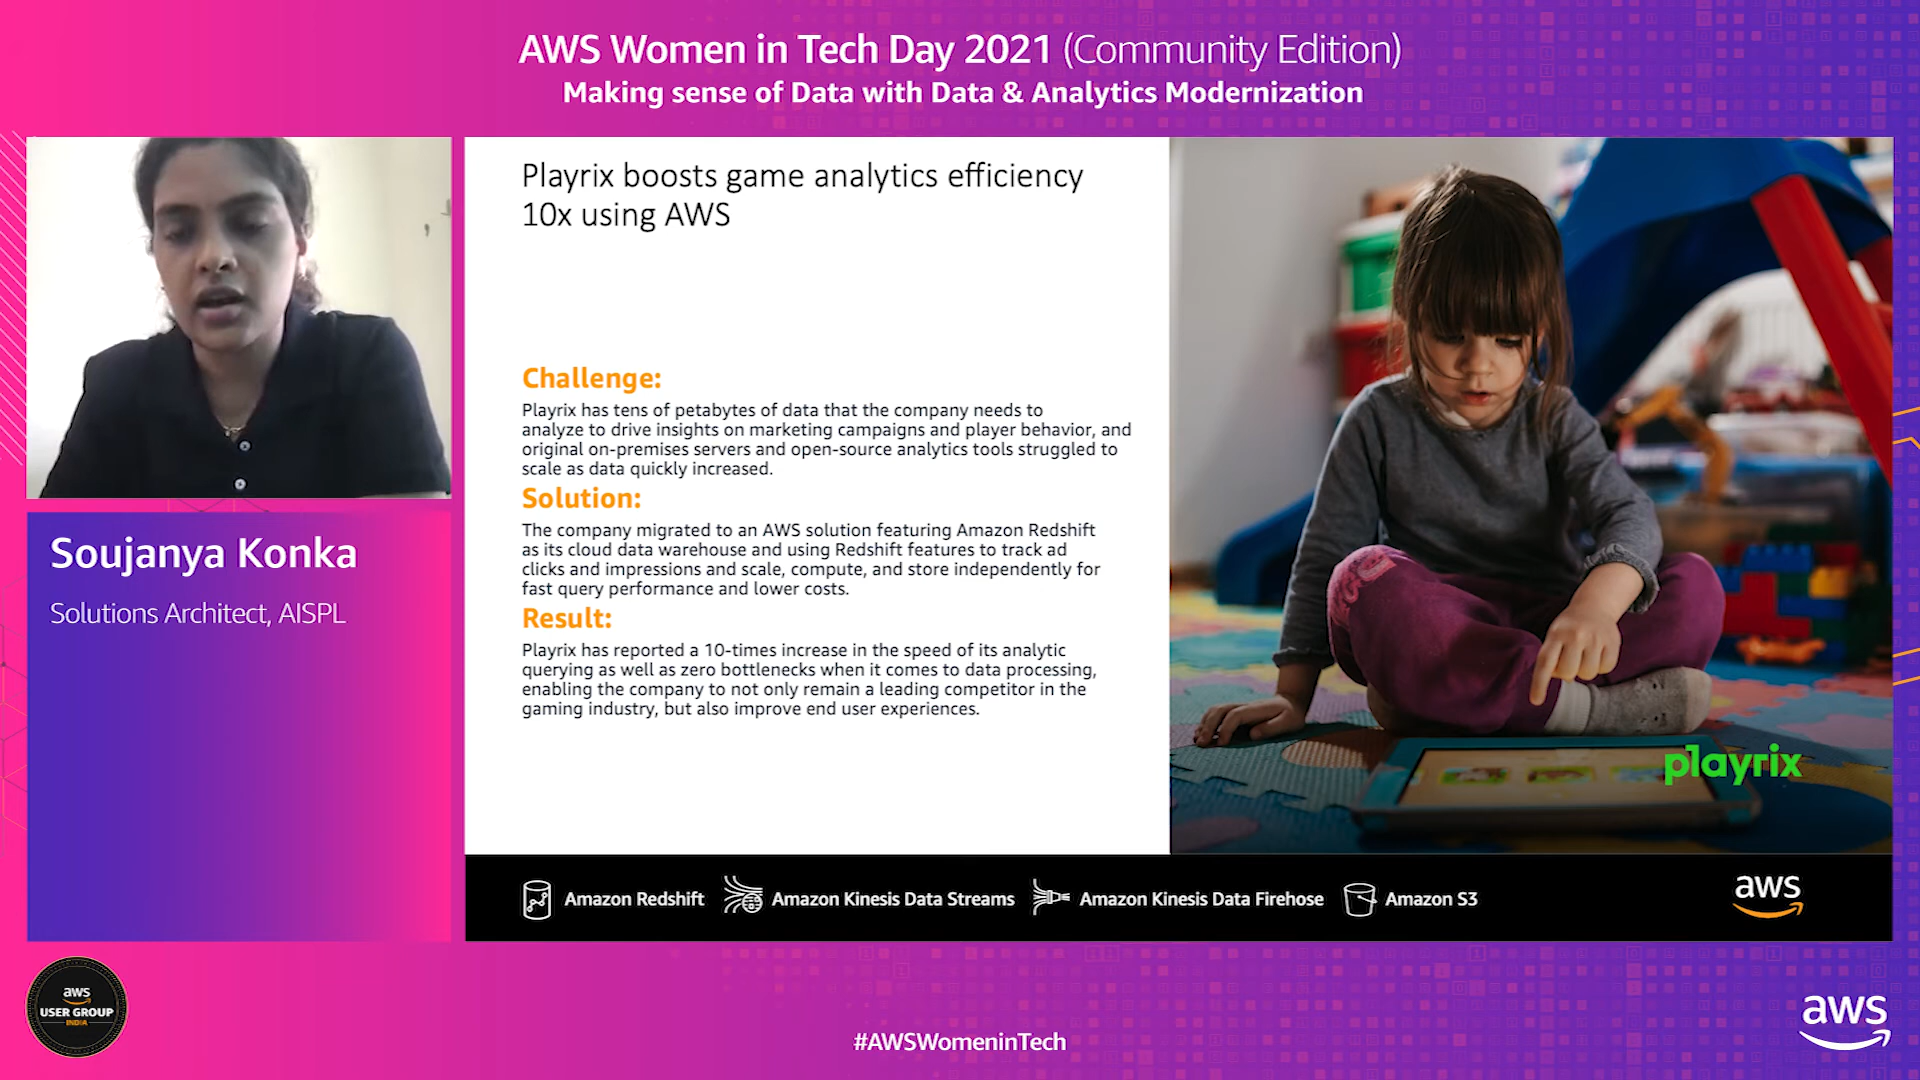 AWS Women in Tech Day 2021 (Community Edition)
Making sense of Data with Data & Analytics Modernization
Soujanya Konka
Solutions Architect, AISPL
Playrix boosts game analytics efficiency
10x using AWS
Challenge:
Playrix has tens of petabytes of data that the company needs to
analyze to drive insights on marketing campaigns and player behavior, and
original on-premises servers and open-source analytics tools struggled to
scale as data quickly increased.
Solution:
The company migrated to an AWS solution featuring Amazon Redshift
as its cloud data warehouse and using Redshift features to track ad
clicks and impressions and scale, compute, and store independently for
fast query performance and lower costs.
Result:
Playrix has reported a 10-times increase in the speed of its analytic
querying as well as zero bottlenecks when it comes to data processing,
enabling the company to not only remain a leading competitor in the
gaming industry, but also improve end user experiences.
playrix
Amazon Redshift
Amazon Kinesis Data Streams
Amazon Kinesis Data Firehose
Amazon S3
aws
aws
USER GROUP
INDIA
#AWSWomeninTech
aws